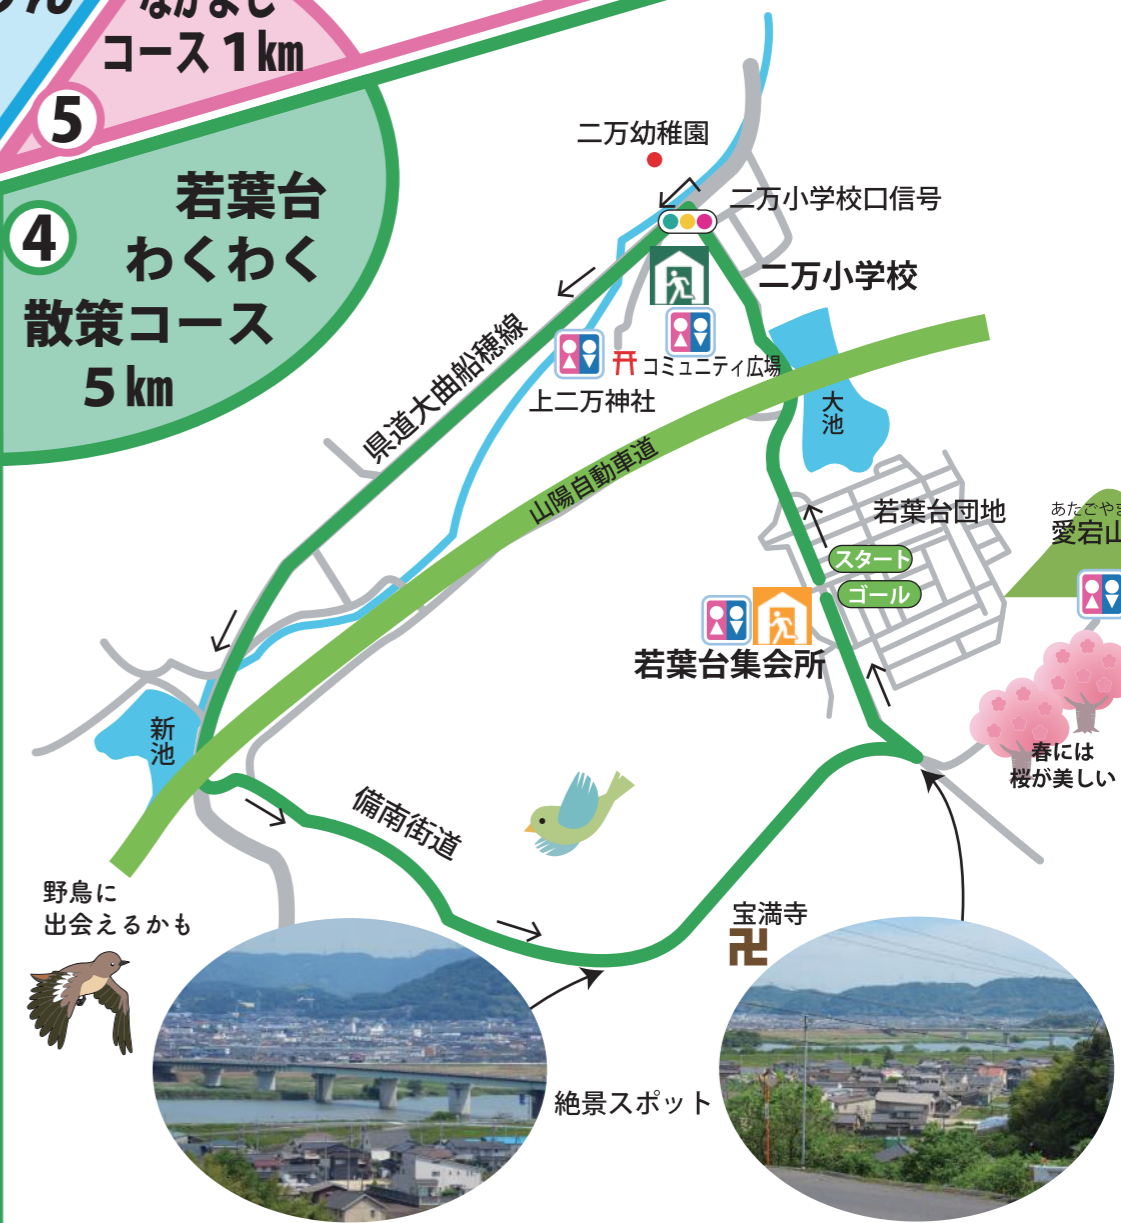 なかよし
コース 1km
5
4
若葉台
わくわく
散策コース
5km
二万幼稚園
二万小学校口信号
二万小学校
コミュニティ広場
上二万神社
県道大曲船穂線
山陽自動車道
大池
若葉台団地
あたごやま
愛宕山
スタート
ゴール
若葉台集会所
春には
桜が美しい
新池
備南街道
野鳥に
出会えるかも
宝満寺
卍
絶景スポット